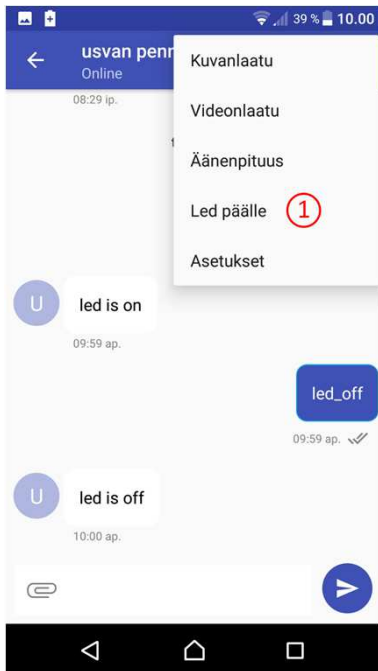 39 % 10.00
usvan penn
Online
08:29 ip.
Kuvanlaatu
Videonlaatu
Äänenpituus
Led päälle 1
Asetukset
U
led is on
09:59 ap.
led_off
09:59 ap.
U
led is off
10:00 ap.